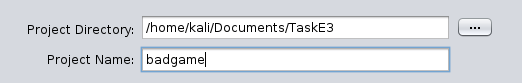 Project Directory: /home/kali/Documents/TaskE3 ...
Project Name: badgame